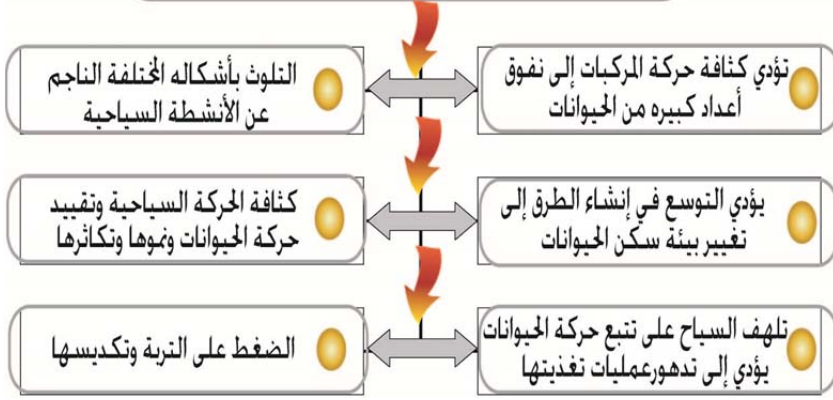 تؤدي كثافة حركة المركبات إلى نفوق
أعداد كبيره من الحيوانات
التلوث بأشكاله المختلفة الناجم
عن الأنشطة السياحية
يؤدي التوسع في إنشاء الطرق إلى
تغيير بيئة سكن الحيوانات
كثافة الحركة السياحية وتقييد
حركة الحيوانات ونموها وتكاثرها
تلهف السياح على تتبع حركة الحيوانات
يؤدي إلى تدهورعمليات تغذيتها
الضغط على التربة وتكديسها